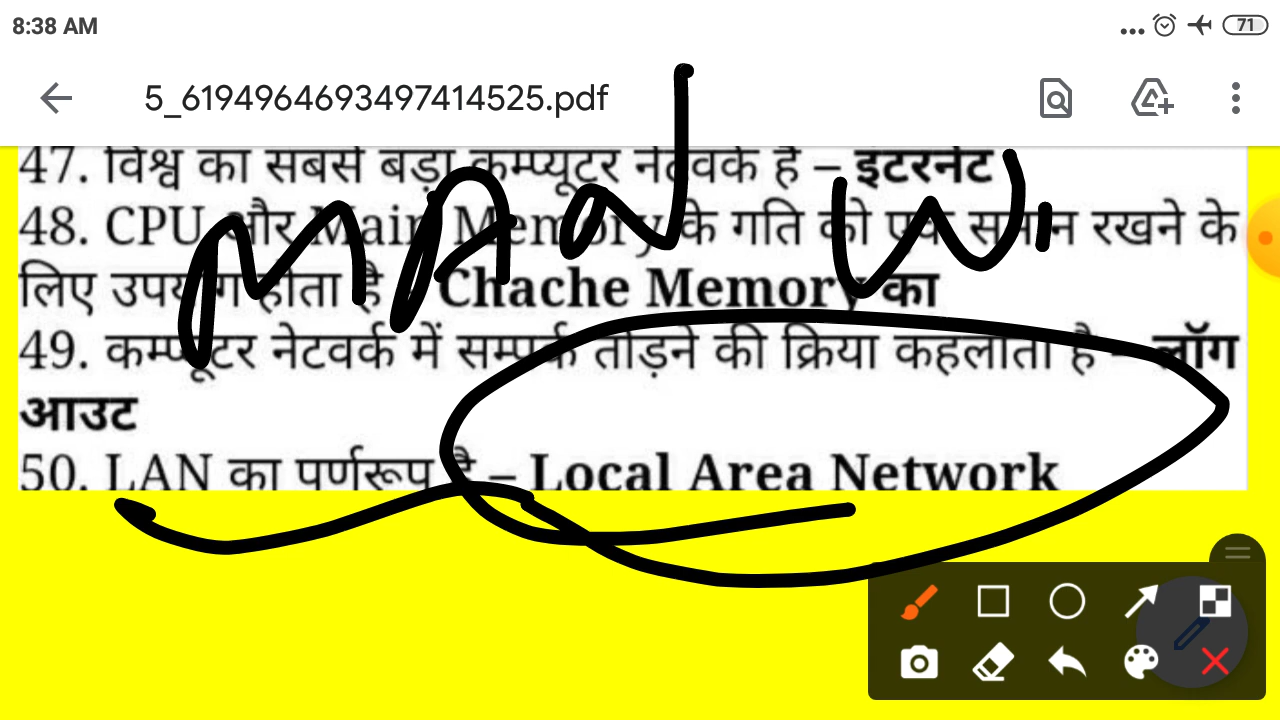 8:38 AM
71
5_6194964693497414525.pdf
47. विश्व का सबसे बड़ा कम्प्यूटर नेटवर्क है – इंटरनेट
48. CPU और Main Memory के गति को एक समान रखने के
लिए उपयोग होता है Chache Memory का
49. कम्प्यूटर नेटवर्क में सम्पर्क तोड़ने की क्रिया कहलाता है – लॉग
आउट
50. LAN का पूर्णरूप है – Local Area Network